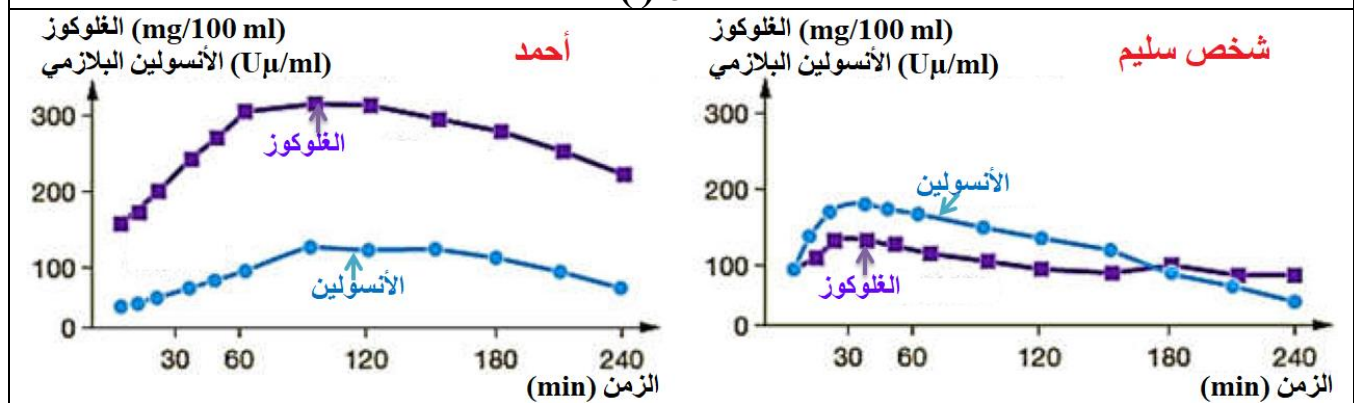 الغلوكوز (mg/100 ml)
الأنسولين البلازمي (Uµ/ml)
شخص سليم
300
200
100
0
الأنسولين
الغلوكوز
30 60 120 180 240
الزمن (min)
الغلوكوز (mg/100 ml)
الأنسولين البلازمي (Uµ/ml)
أحمد
300
200
100
0
الغلوكوز
الأنسولين
30 60 120 180 240
الزمن (min)